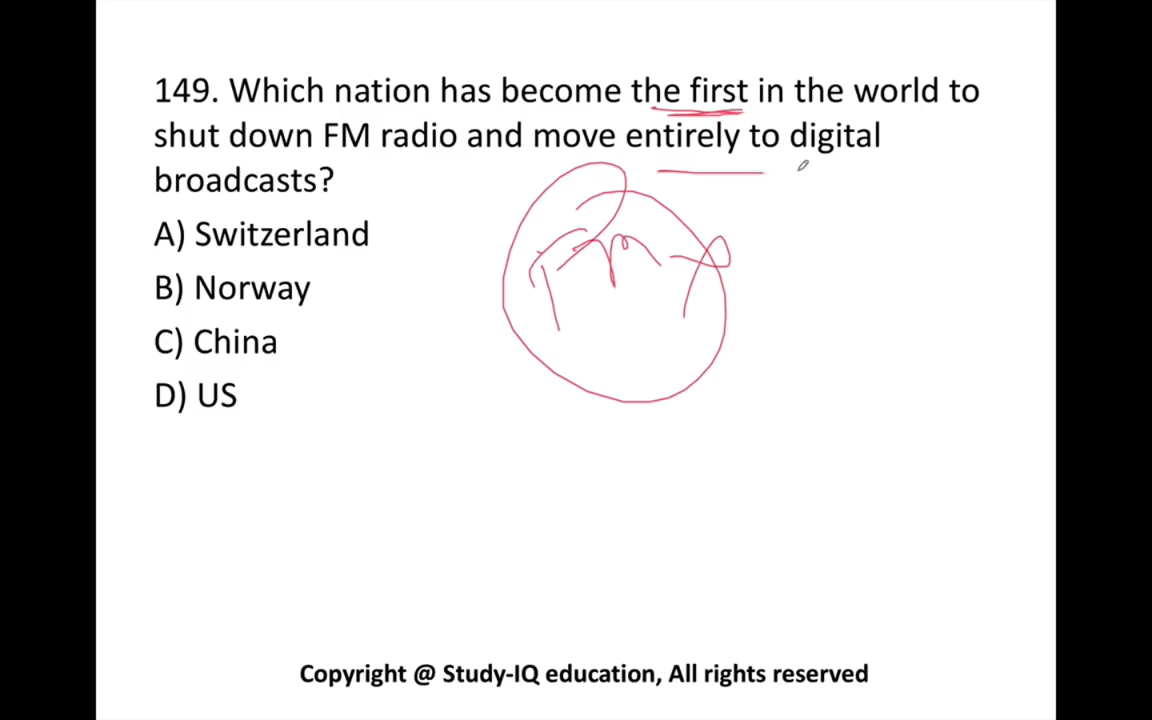 149. Which nation has become the first in the world to
shut down FM radio and move entirely to digital
broadcasts?
A) Switzerland
B) Norway
C) China
D) US
Copyright @ Study-IQ education, All rights reserved